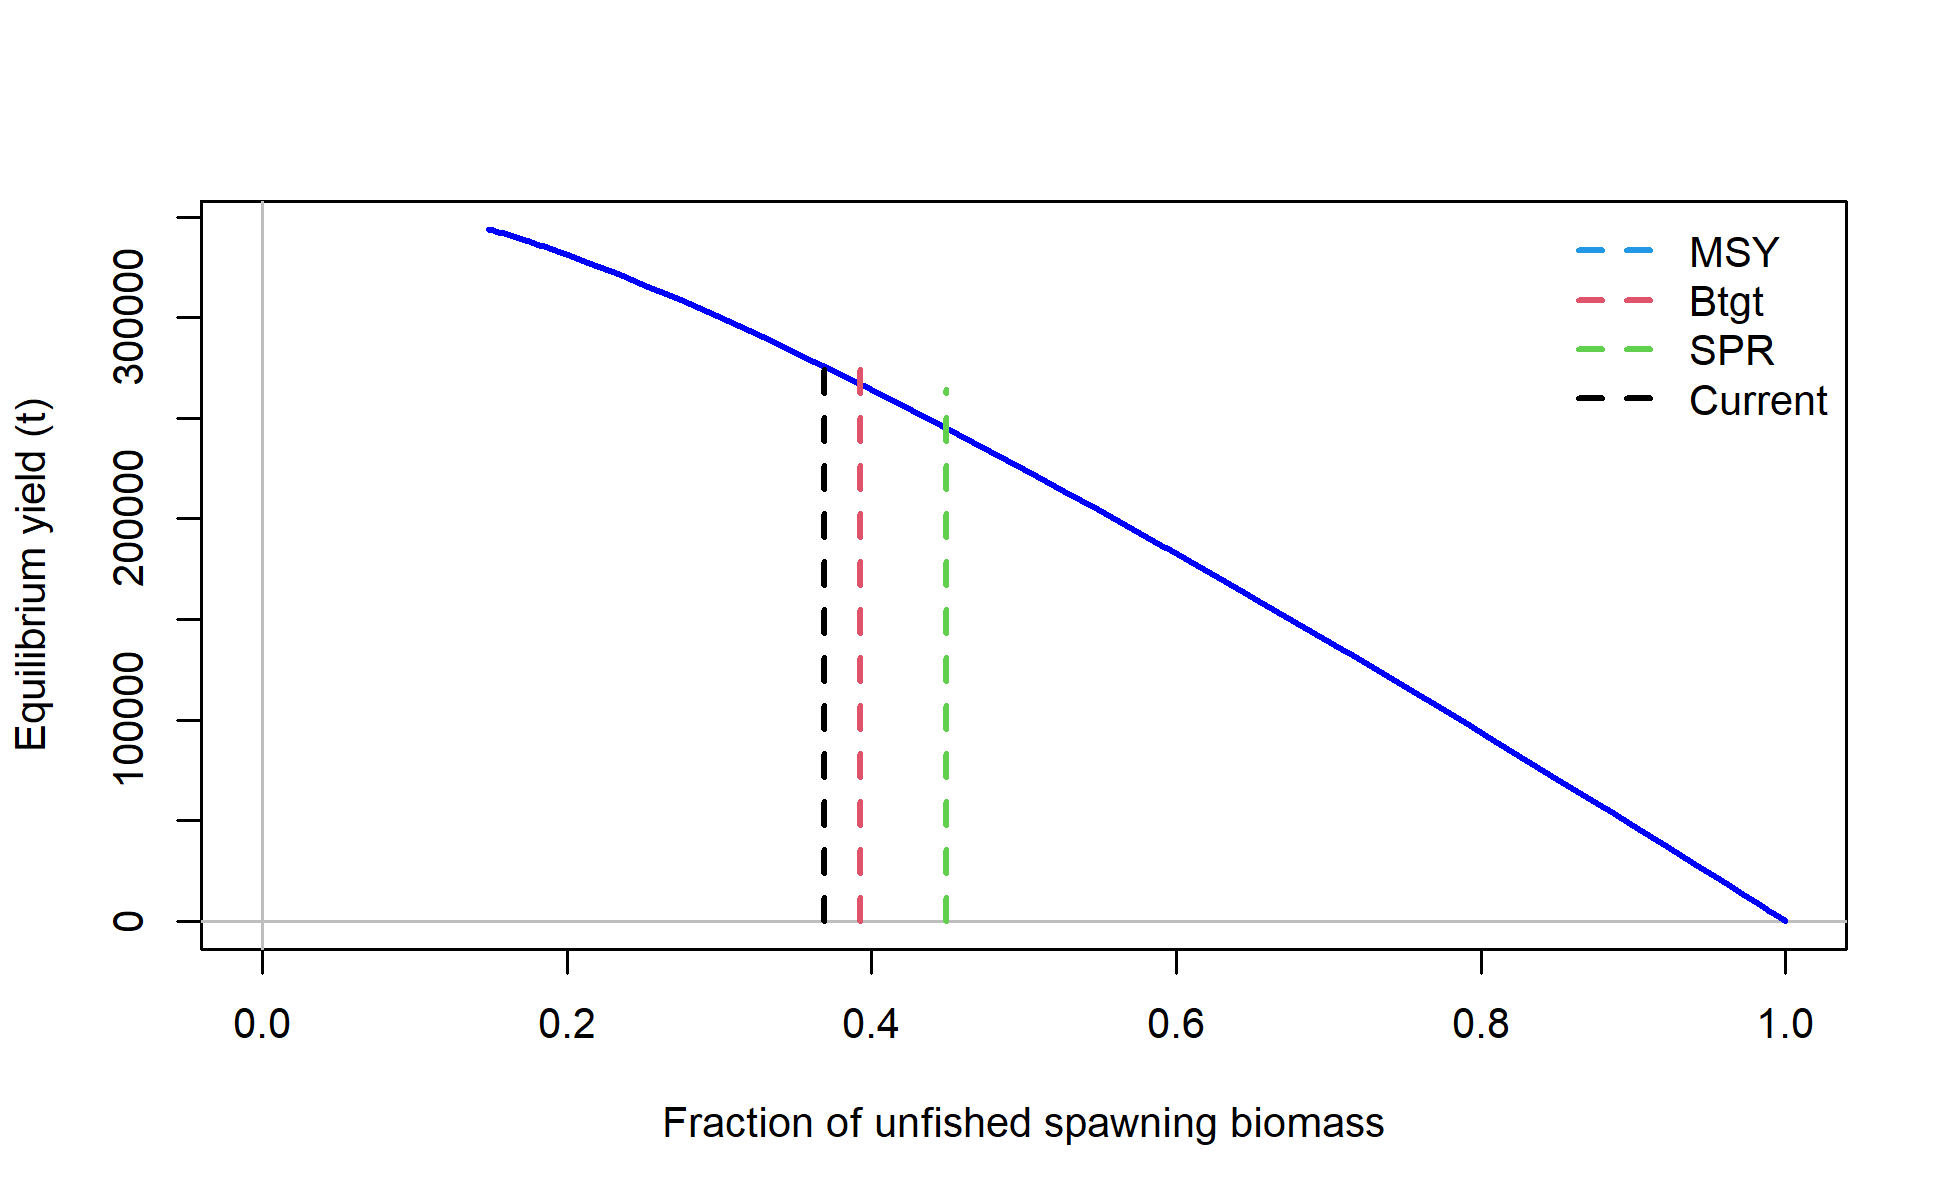 MSY
Btgt
SPR
Current
Equilibrium yield (t)
300000
200000
100000
0
0.0 0.2 0.4 0.6 0.8 1.0
Fraction of unfished spawning biomass